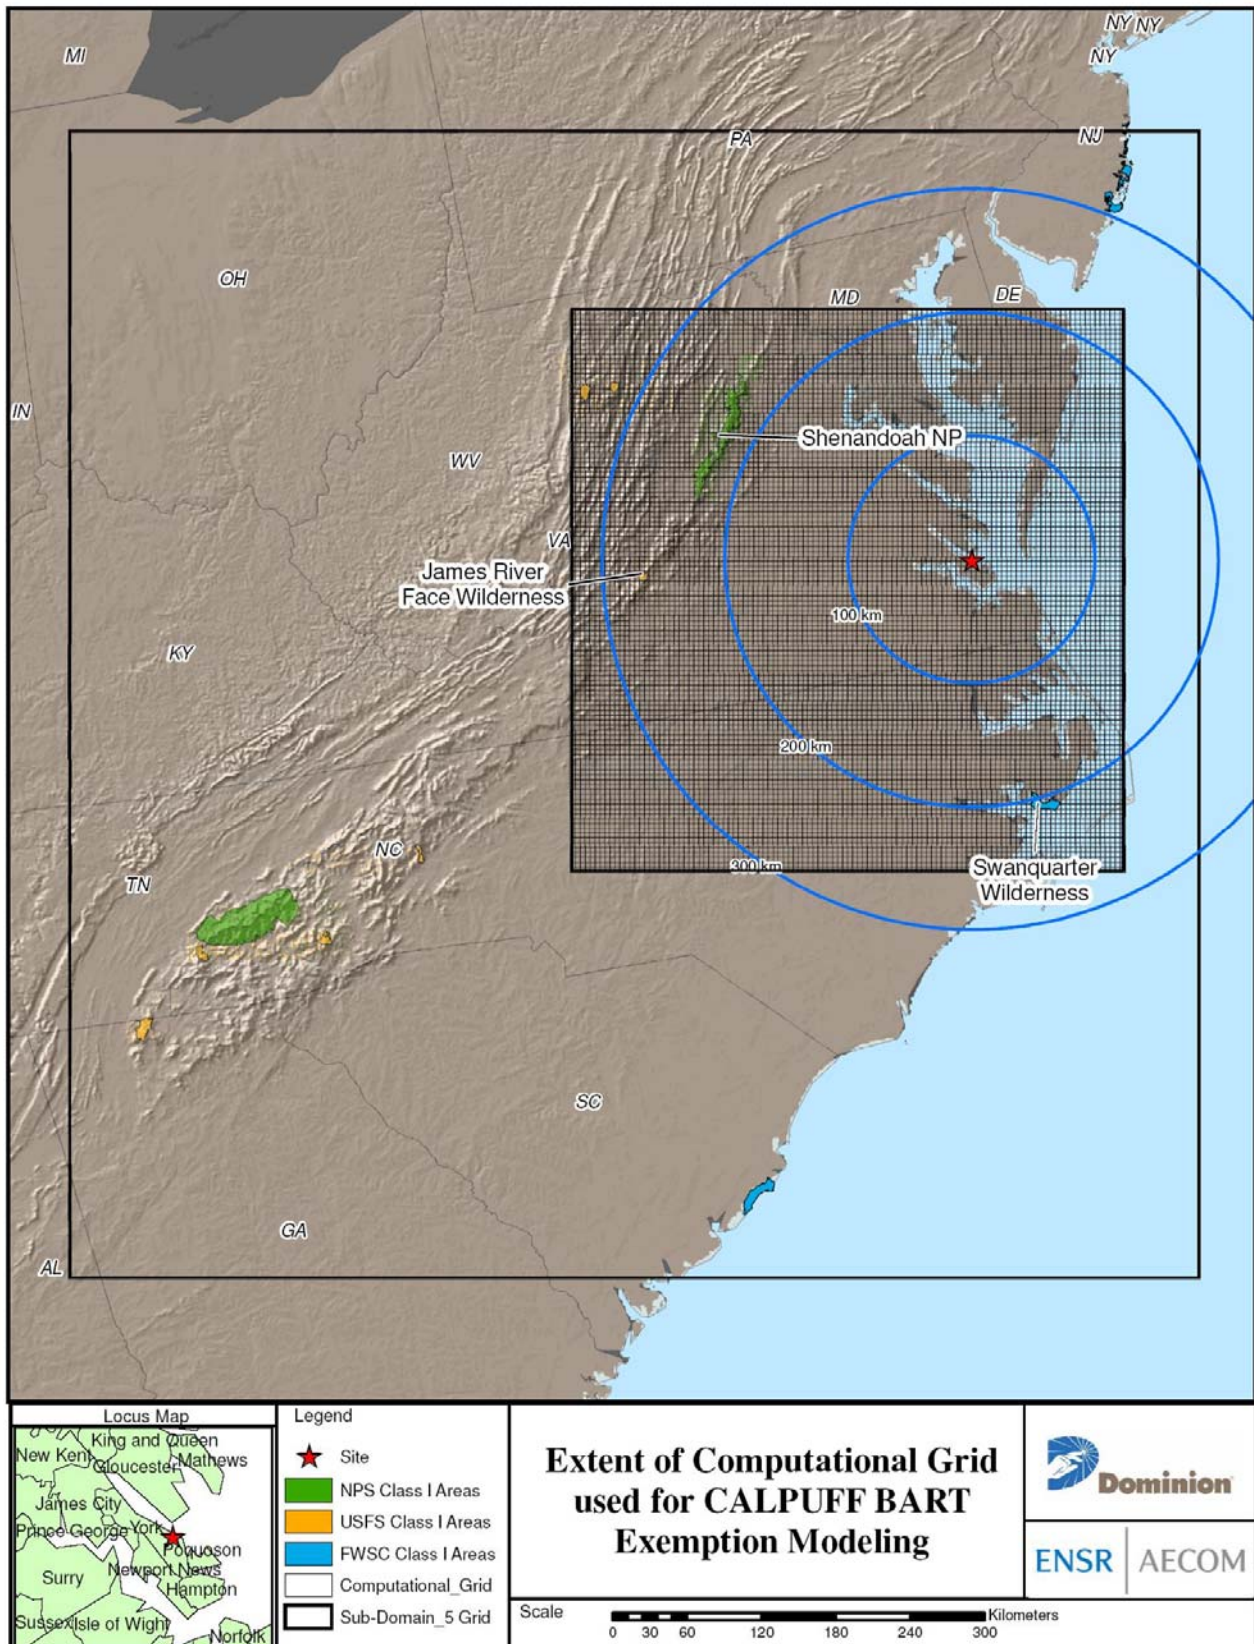 NY NY
MI
NY
PA
NJ
OH
MD
DE
IN
Shenandoah NP
WV
VA
James River
Face Wilderness
100 km
KY
200 km
NC
300 km
Swanquarter
Wilderness
TN
SC
GA
AL
Locus Map
King and Queen
New Kent
Gloucester
Mathews
James City
Prince George
York
Poquoson
Newport News
Surry
Hampton
Sussex
Isle of Wight
Norfolk
Legend
Site
NPS Class I Areas
USFS Class I Areas
FWSC Class I Areas
Computational_Grid
Sub-Domain_5 Grid
Extent of Computational Grid
used for CALPUFF BART
Exemption Modeling
Scale
Kilometers
0 30 60 120 180 240 300
Dominion
ENSR AECOM